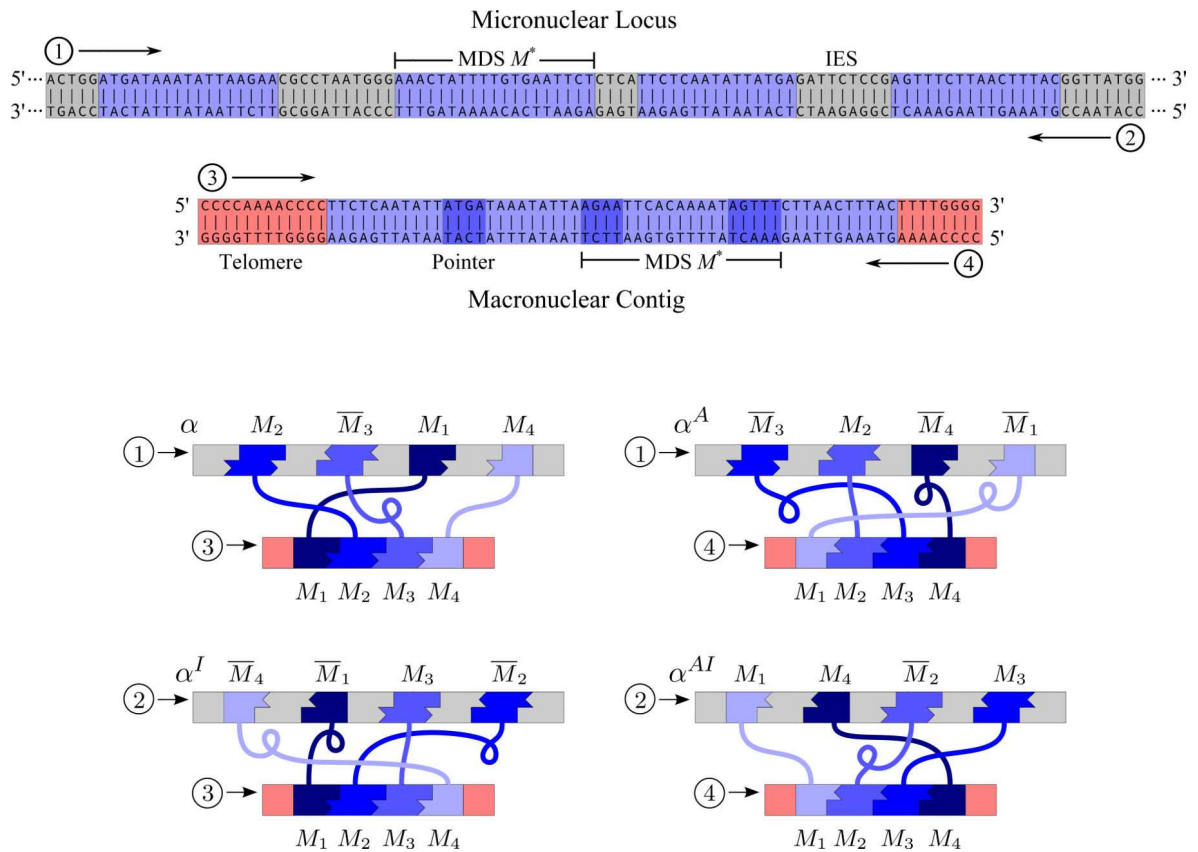 Micronuclear Locus
① MDS M* IES
5'··· ACTGGATGATAAATATTAAGAACGCCTAATGGGAAACTATTTTGTGAATTCTCTCATTCTCAATATTATGAGATTCTCCGAGTTTCTTAACTTTACGGTTATGG ··· 3'
3'··· TGACCTACTATTTATAATTCTTGCGGATTACCCTTTGATAAAACACTTAAGAGAGTAAGAGTTATAATACTCTAAGAGGCTCAAAGAATTGAAATGCCAATACC ··· 5'
②
③
5' CCCCAAAACCCCTTCTCAATATTATGATAAATATTAAGAATTCACAAAATAGTTTCTTAACTTTACTTTTGGGG 3'
3' GGGGTTTTGGGGAAGAGTTATAATACTATTTATAATTCTTAAGTGTTTTATCAAAGAATTGAAATGAAAACCCC 5'
Telomere Pointer MDS M* ④
Macronuclear Contig
α M₂ M̅₃ M₁ M₄
①
③
M₁ M₂ M₃ M₄
α^A M̅₃ M₂ M̅₄ M̅₁
①
④
M₁ M₂ M₃ M₄
α^I M̅₄ M̅₁ M₃ M̅₂
②
③
M₁ M₂ M₃ M₄
α^AI M₁ M₄ M̅₂ M₃
②
④
M₁ M₂ M₃ M₄